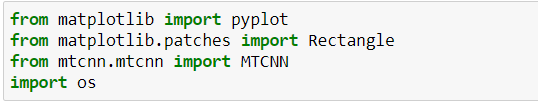 from matplotlib import pyplot
from matplotlib.patches import Rectangle
from mtcnn.mtcnn import MTCNN
import os